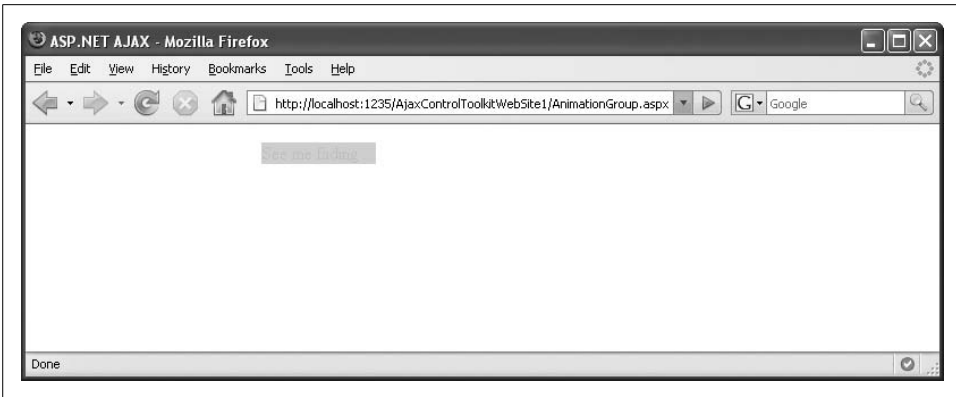 ASP.NET AJAX - Mozilla Firefox
File Edit View History Bookmarks Tools Help
http://localhost:1235/AjaxControlToolkitWebSite1/AnimationGroup.aspx G Google
See me fading ...
Done